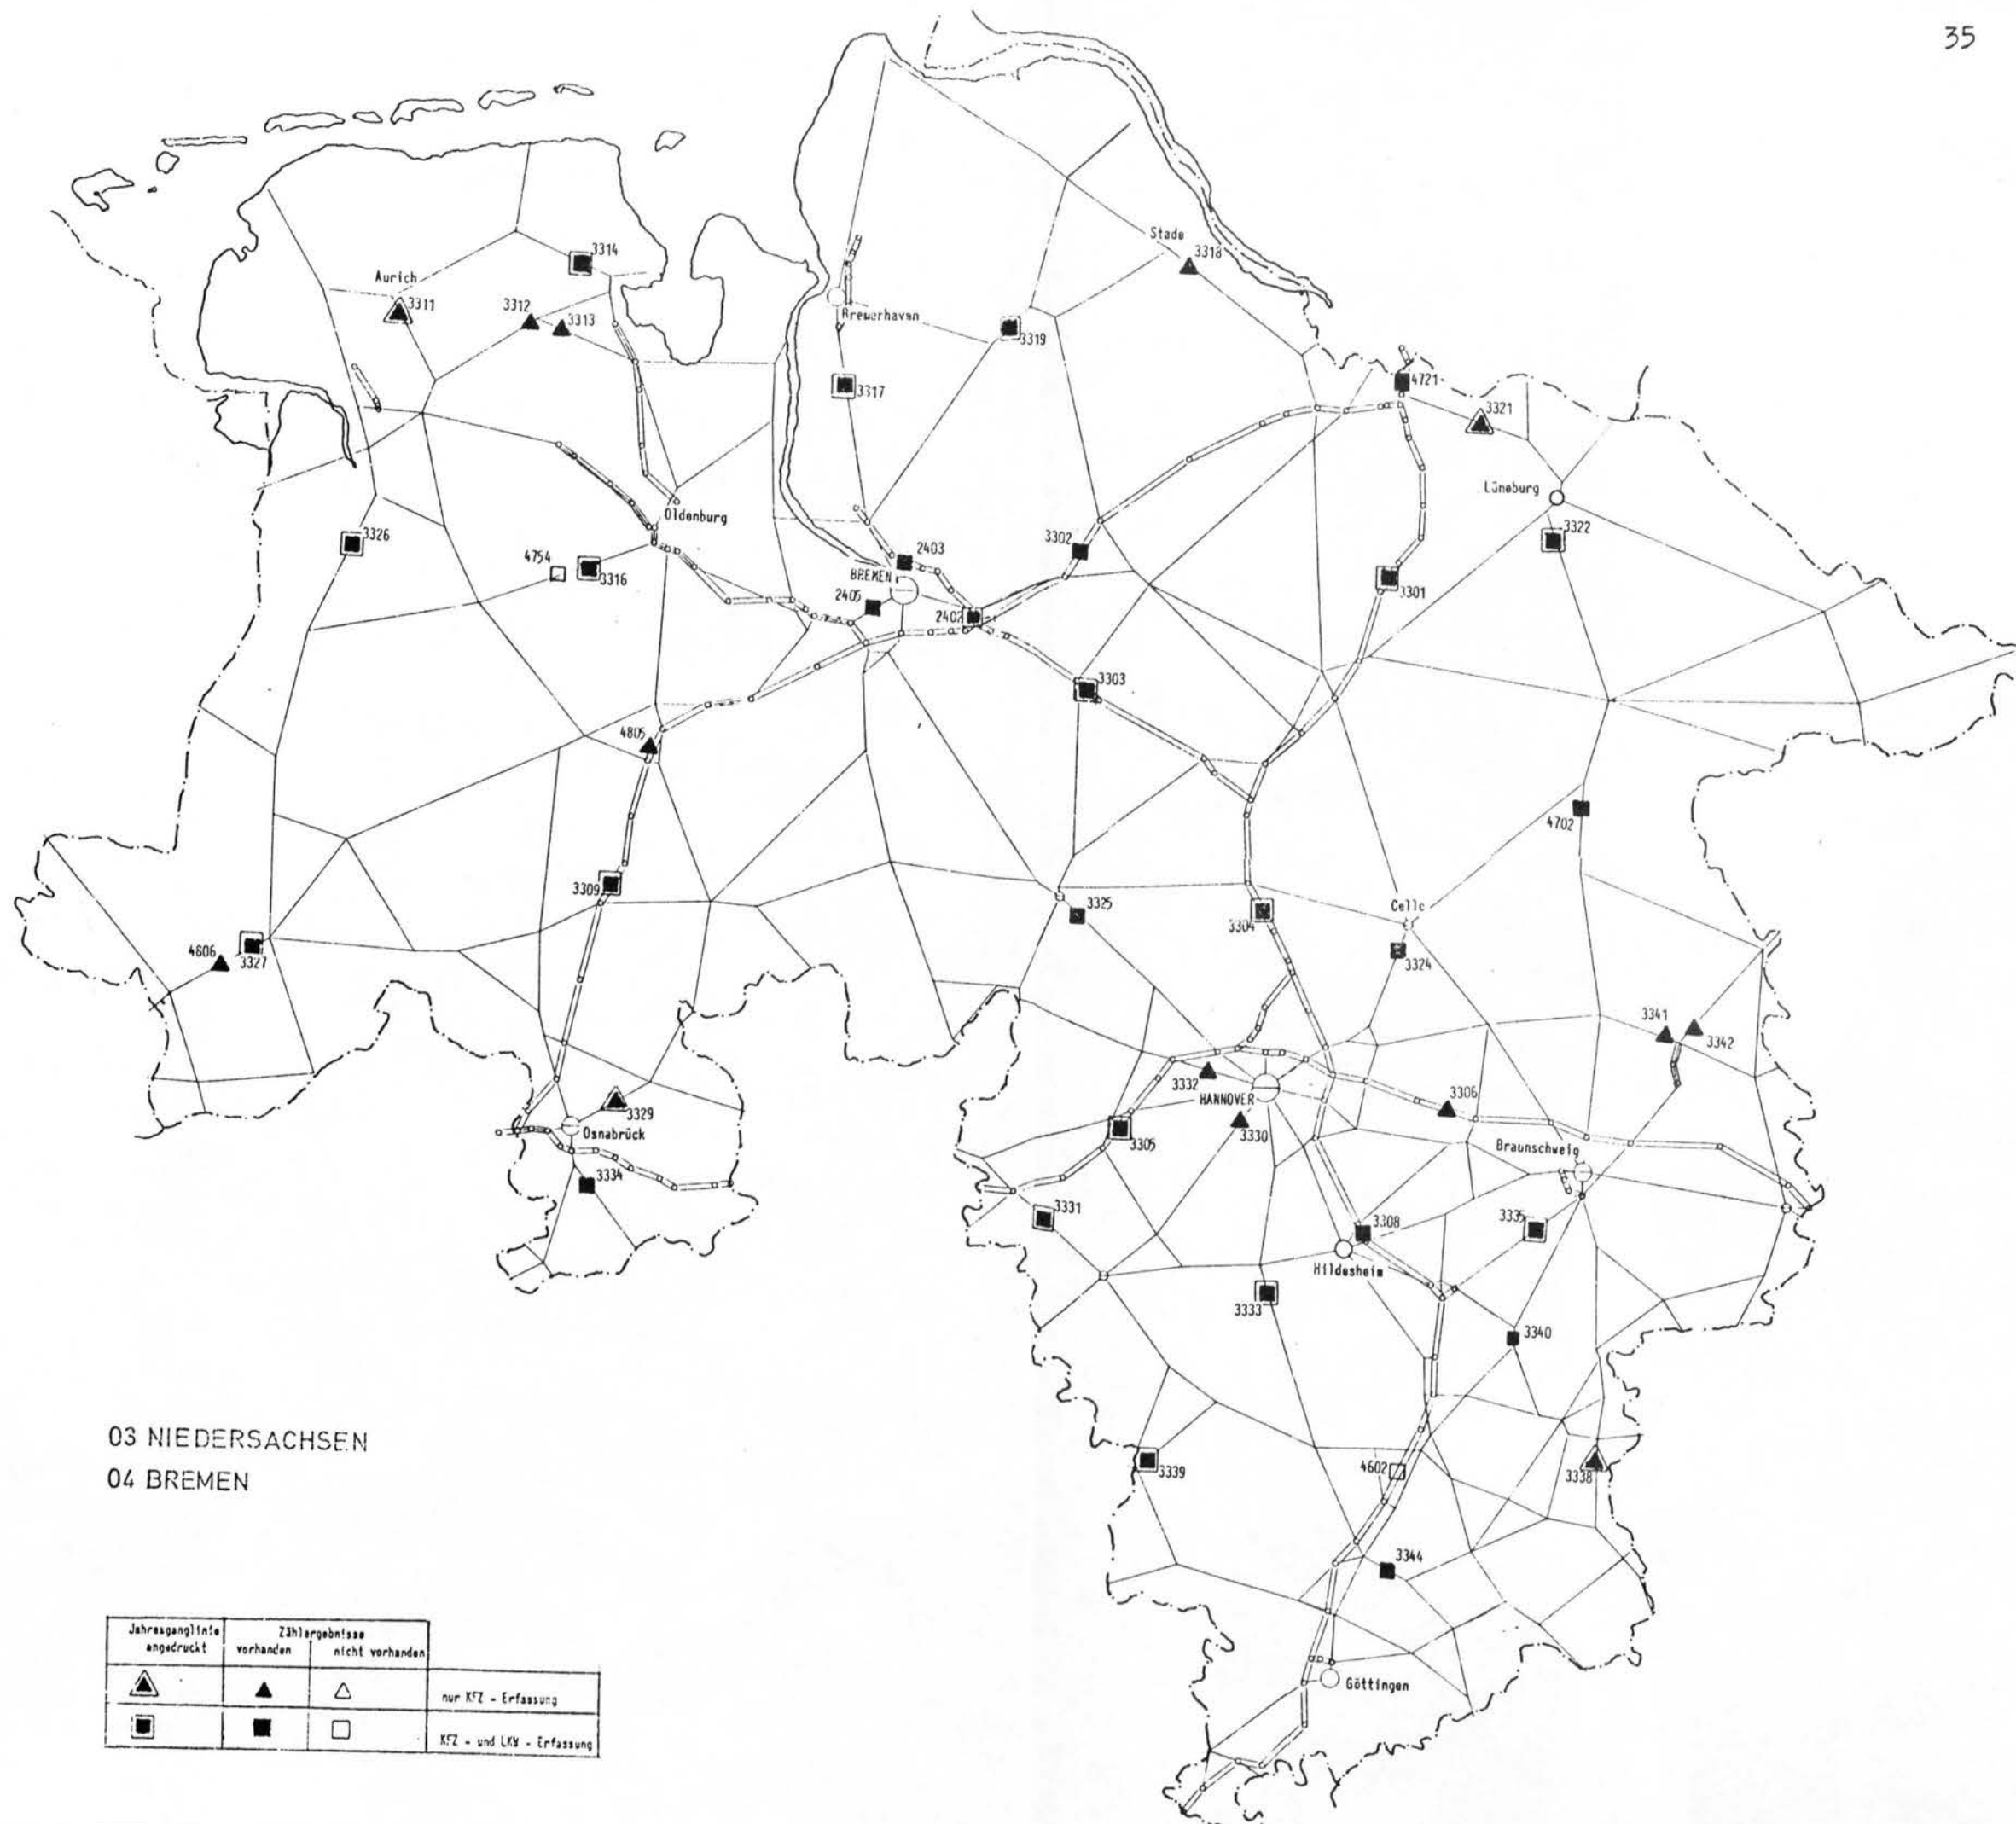 35
Stade
3318
3314
Aurich
3311
3312
3313
Bremerhaven
3319
3317
4721
3321
Lüneburg
3322
Oldenburg
3326
4754
3316
2403
BREMEN
2405
2402
3302
3301
3303
4805
4702
3309
3325
3304
Celle
3324
4806
3327
3341
3342
3332
HANNOVER
3330
3306
3305
Braunschweig
3329
Osnabrück
3334
3331
3308
3335
Hildesheim
3333
3340
03 NIEDERSACHSEN
04 BREMEN
3339
4602
3338
3344
Göttingen
Jahresganglinie angedruckt
Zählergebnisse
vorhanden
nicht vorhanden
nur KFZ - Erfassung
KFZ - und LKW - Erfassung